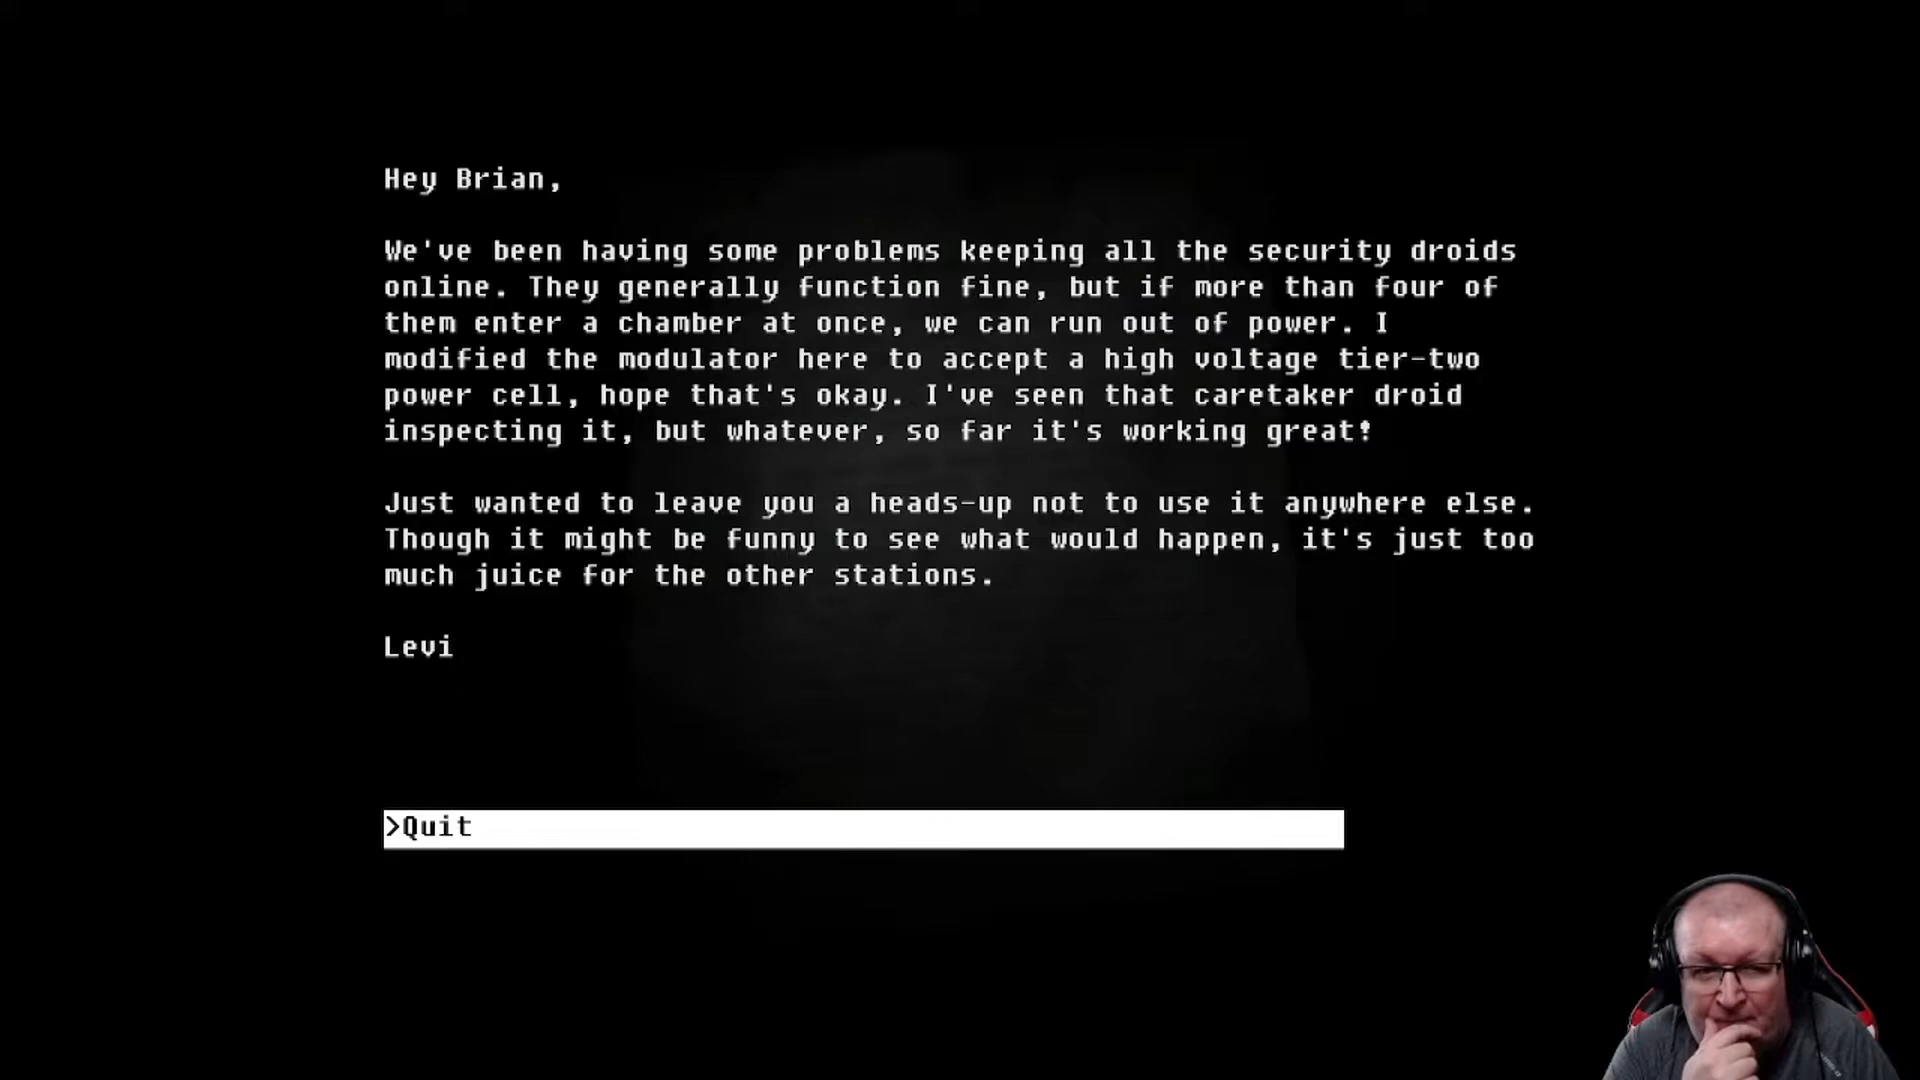 Hey Brian,
We've been having some problems keeping all the security droids
online. They generally function fine, but if more than four of
them enter a chamber at once, we can run out of power. I
modified the modulator here to accept a high voltage tier-two
power cell, hope that's okay. I've seen that caretaker droid
inspecting it, but whatever, so far it's working great!
Just wanted to leave you a heads-up not to use it anywhere else.
Though it might be funny to see what would happen, it's just too
much juice for the other stations.
Levi
>Quit